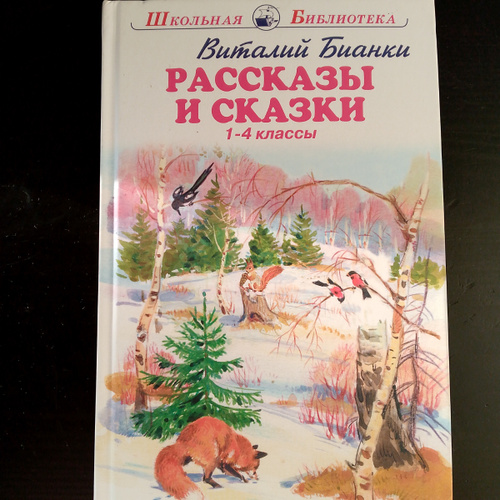 Школьная Библиотека
Виталий Бианки
Рассказы
и сказки
1-4 классы